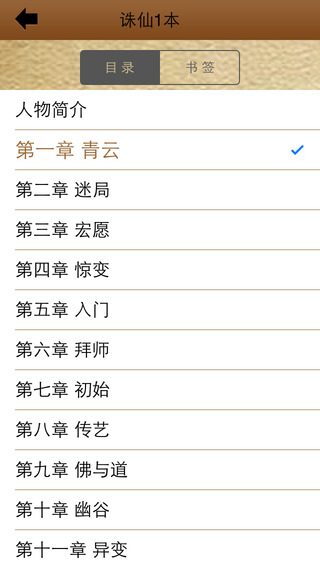 诛仙1本
目录 书签
人物简介
第一章 青云
第二章 迷局
第三章 宏愿
第四章 惊变
第五章 入门
第六章 拜师
第七章 初始
第八章 传艺
第九章 佛与道
第十章 幽谷
第十一章 异变